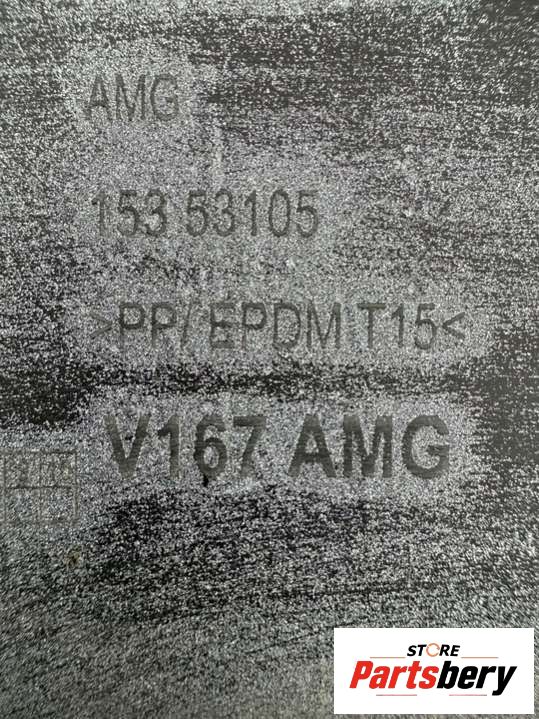 AMG
153 53105
>PP/ EPDM T15<
V167 AMG
STORE
Partsbery